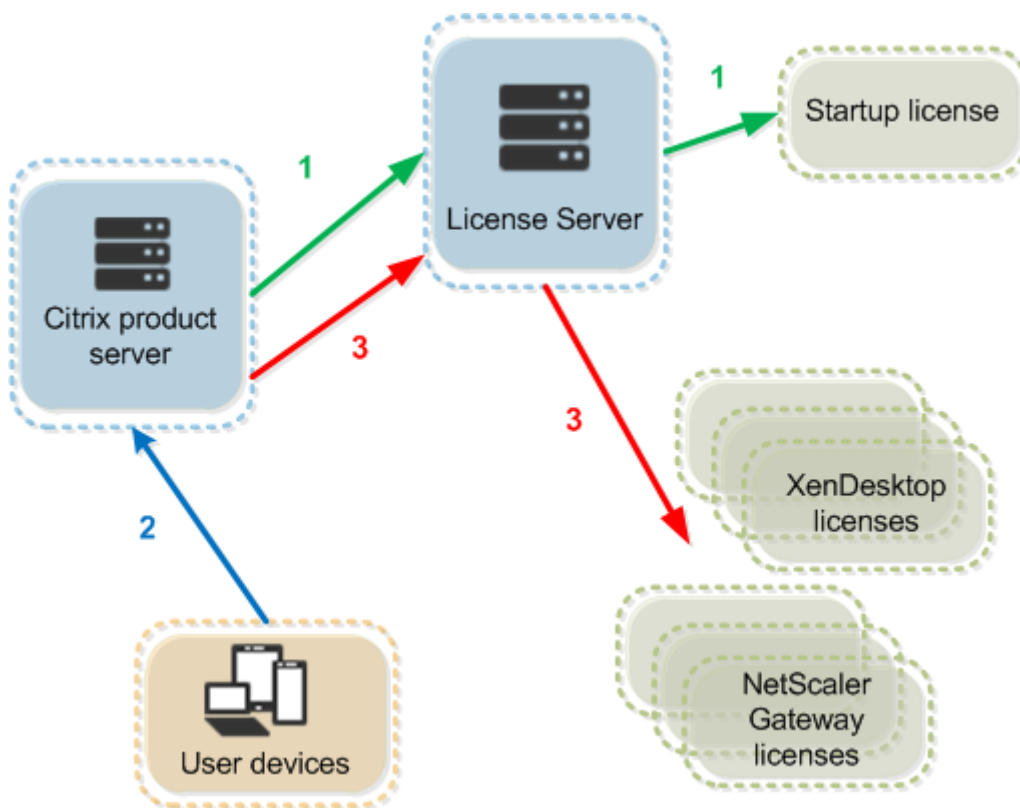 1
Startup license
1
License Server
Citrix product
server
3
3
XenDesktop
licenses
2
NetScaler
Gateway
licenses
User devices